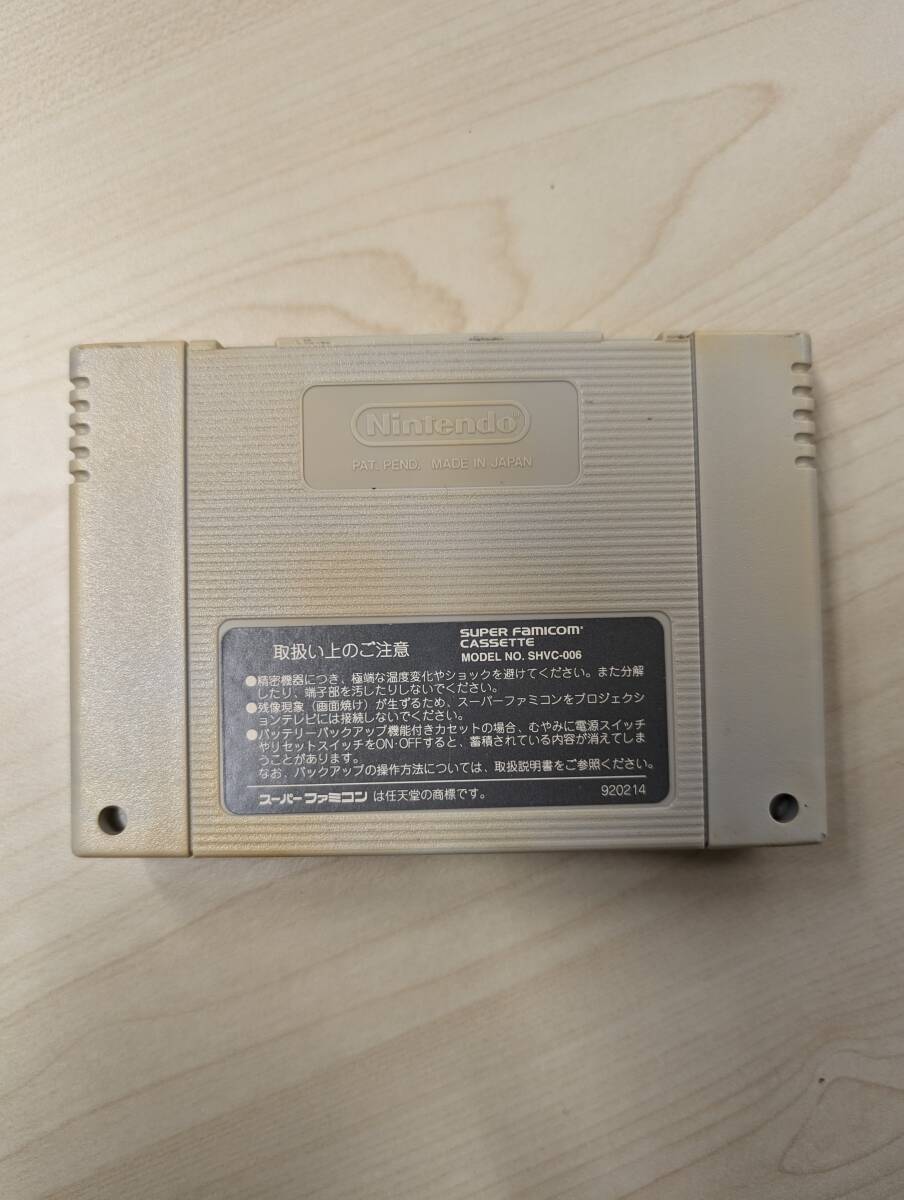 Nintendo®
PAT. PEND. MADE IN JAPAN
取扱い上のご注意
SUPER FAMICOM
CASSETTE
MODEL NO. SHVC-006
●精密機器につき、極端な温度変化やショックを避けてください。また分解
したり、端子部を汚したりしないでください。
●残像現象（画面焼け）が生ずるため、スーパーファミコンをプロジェクシ
ョンテレビには接続しないでください。
●バッテリーバックアップ機能付きカセットの場合、むやみに電源スイッチ
やリセットスイッチをON・OFFすると、蓄積されている内容が消えてしま
うことがあります。
なお、バックアップの操作方法については、取扱説明書をご参照ください。
スーパーファミコン は任天堂の商標です。
920214